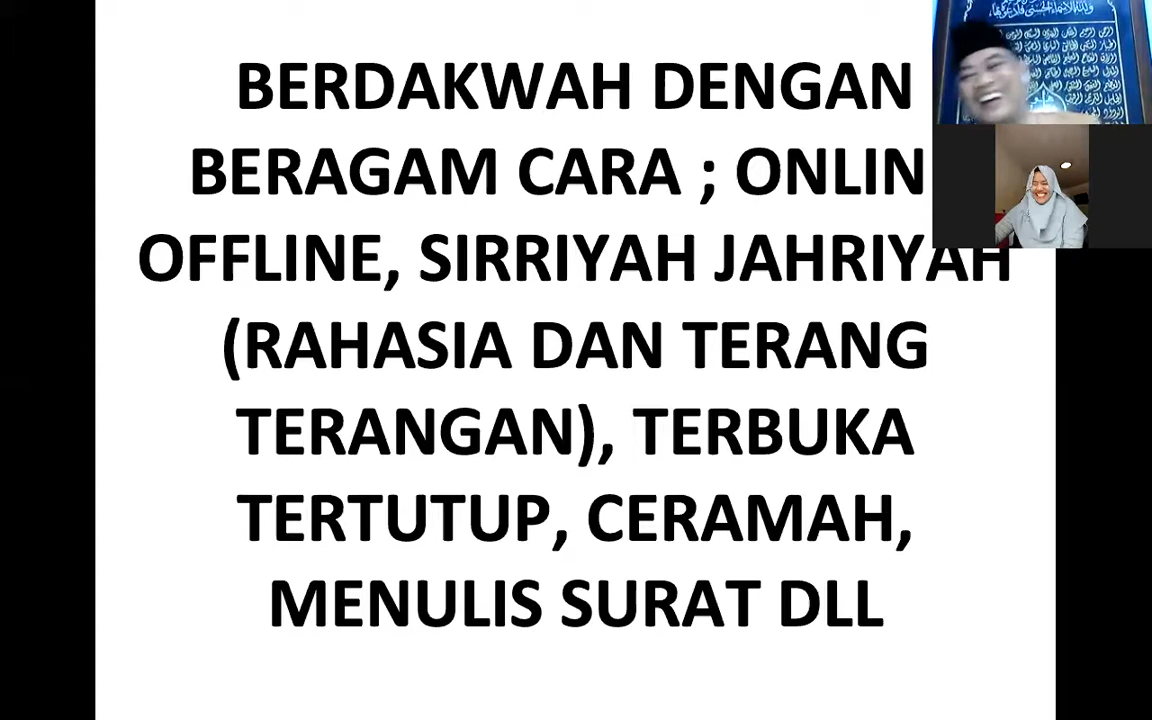 BERDAKWAH DENGAN
BERAGAM CARA ; ONLIN
OFFLINE, SIRRIYAH JAHRIYAH
(RAHASIA DAN TERANG
TERANGAN), TERBUKA
TERTUTUP, CERAMAH,
MENULIS SURAT DLL